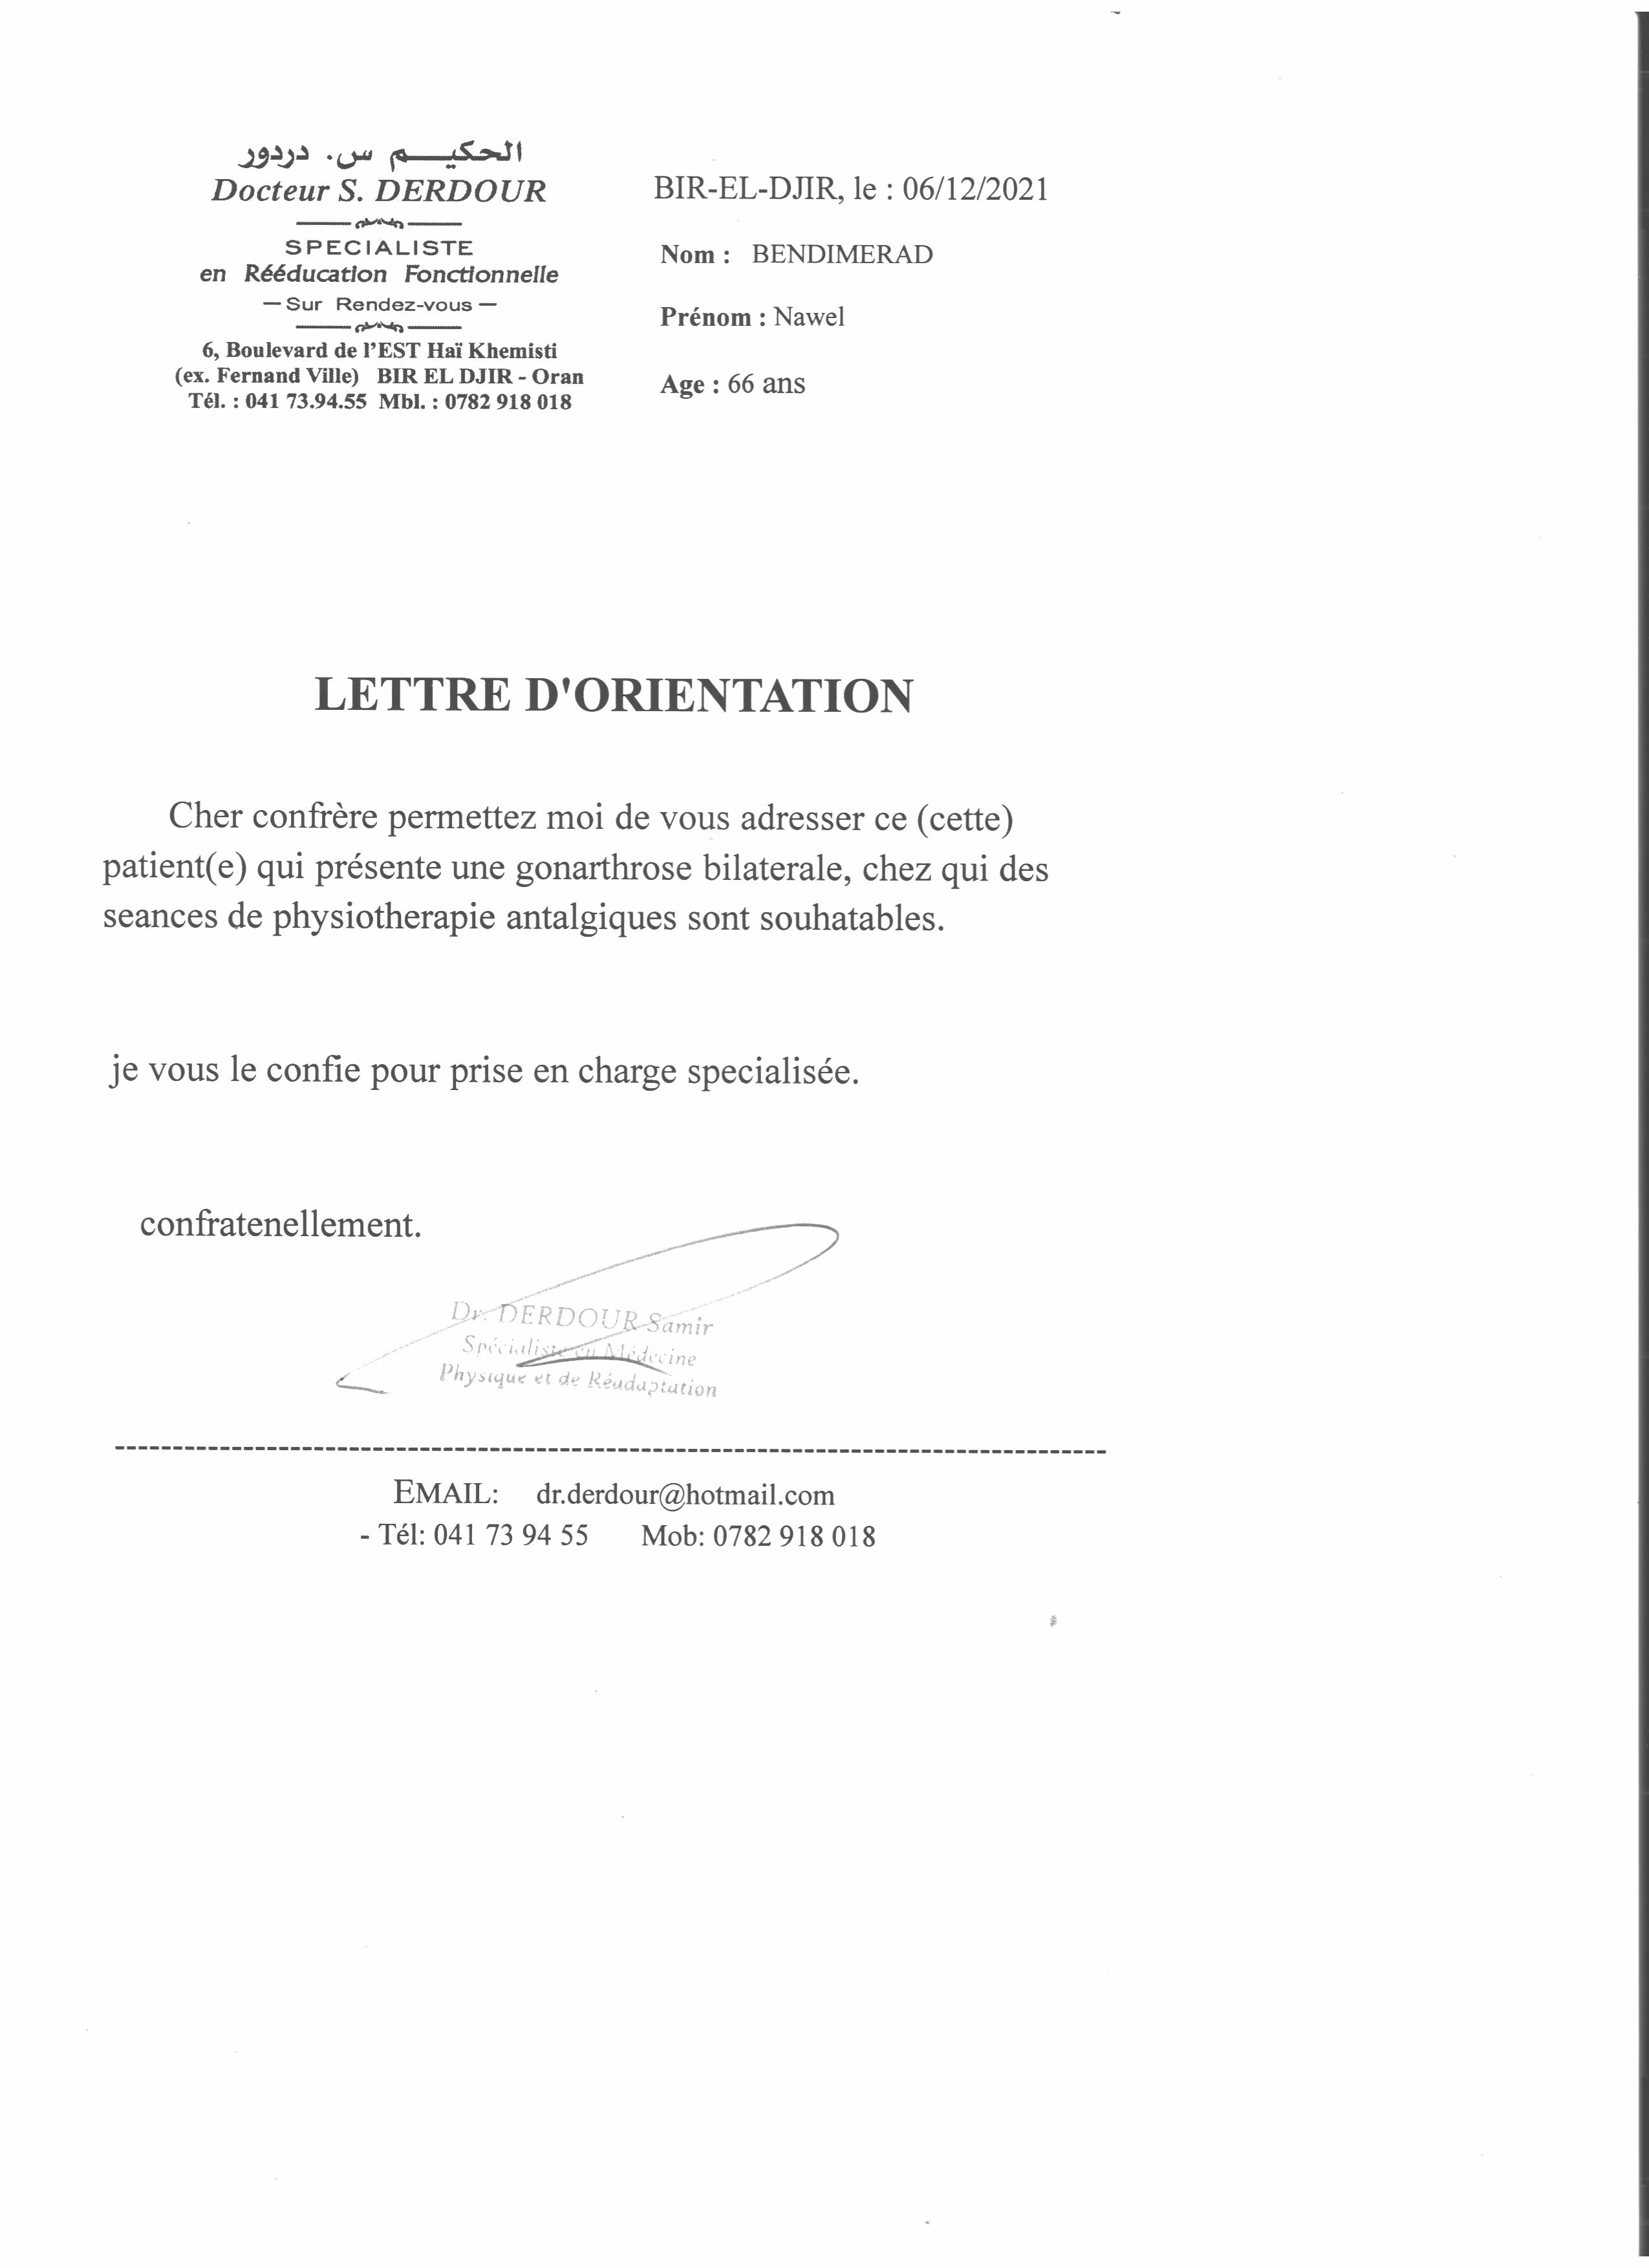 الحكيم س. دردور
Docteur S. DERDOUR
SPECIALISTE
en Rééducation Fonctionnelle
— Sur Rendez-vous —
6, Boulevard de l'EST Haï Khemisti
(ex. Fernand Ville) BIR EL DJIR - Oran
Tél. : 041 73.94.55 Mbl. : 0782 918 018
BIR-EL-DJIR, le : 06/12/2021
Nom : BENDIMERAD
Prénom : Nawel
Age : 66 ans
LETTRE D'ORIENTATION
Cher confrère permettez moi de vous adresser ce (cette)
patient(e) qui présente une gonarthrose bilaterale, chez qui des
seances de physiotherapie antalgiques sont souhatables.
je vous le confie pour prise en charge specialisée.
confratenellement.
Dr. DERDOUR Samir
Spécialiste en Médecine
Physique et de Réadaptation
EMAIL: dr.derdour@hotmail.com
- Tél: 041 73 94 55 Mob: 0782 918 018